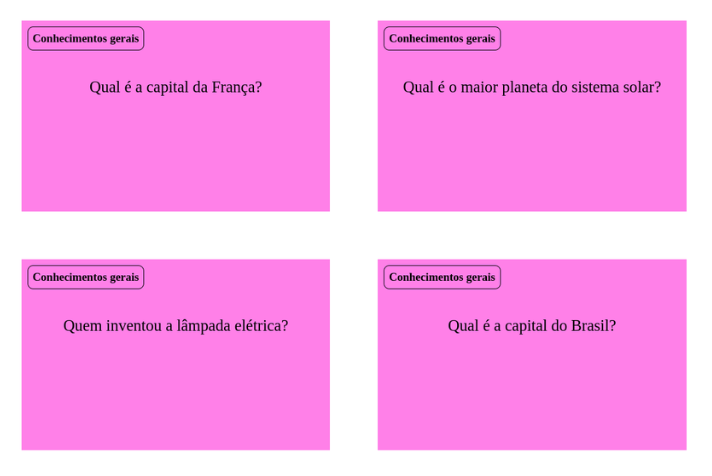 Conhecimentos gerais
Qual é a capital da França?
Conhecimentos gerais
Qual é o maior planeta do sistema solar?
Conhecimentos gerais
Quem inventou a lâmpada elétrica?
Conhecimentos gerais
Qual é a capital do Brasil?